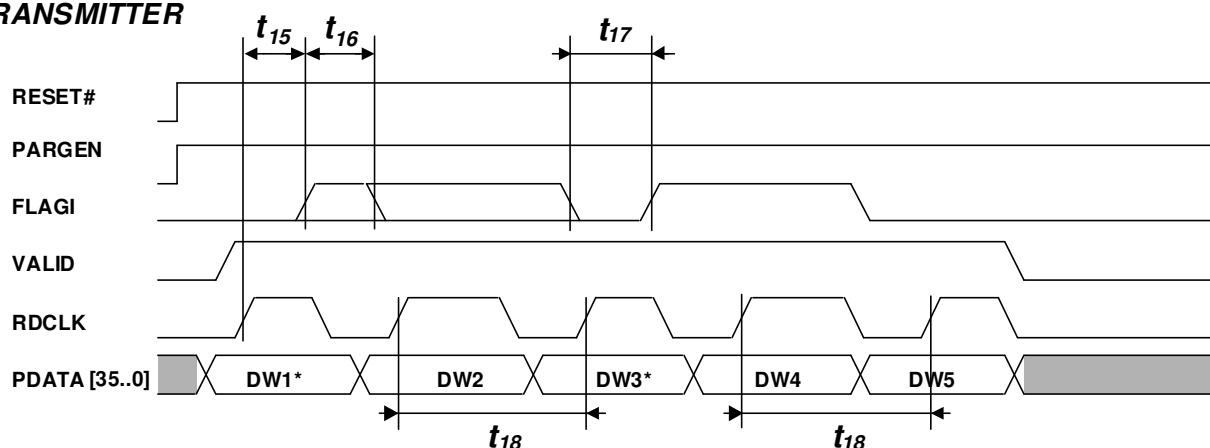 RANSMITTER
t15 t16 t17
RESET#
PARGEN
FLAGI
VALID
RDCLK
PDATA [35..0] DW1* DW2 DW3* DW4 DW5
t18 t18